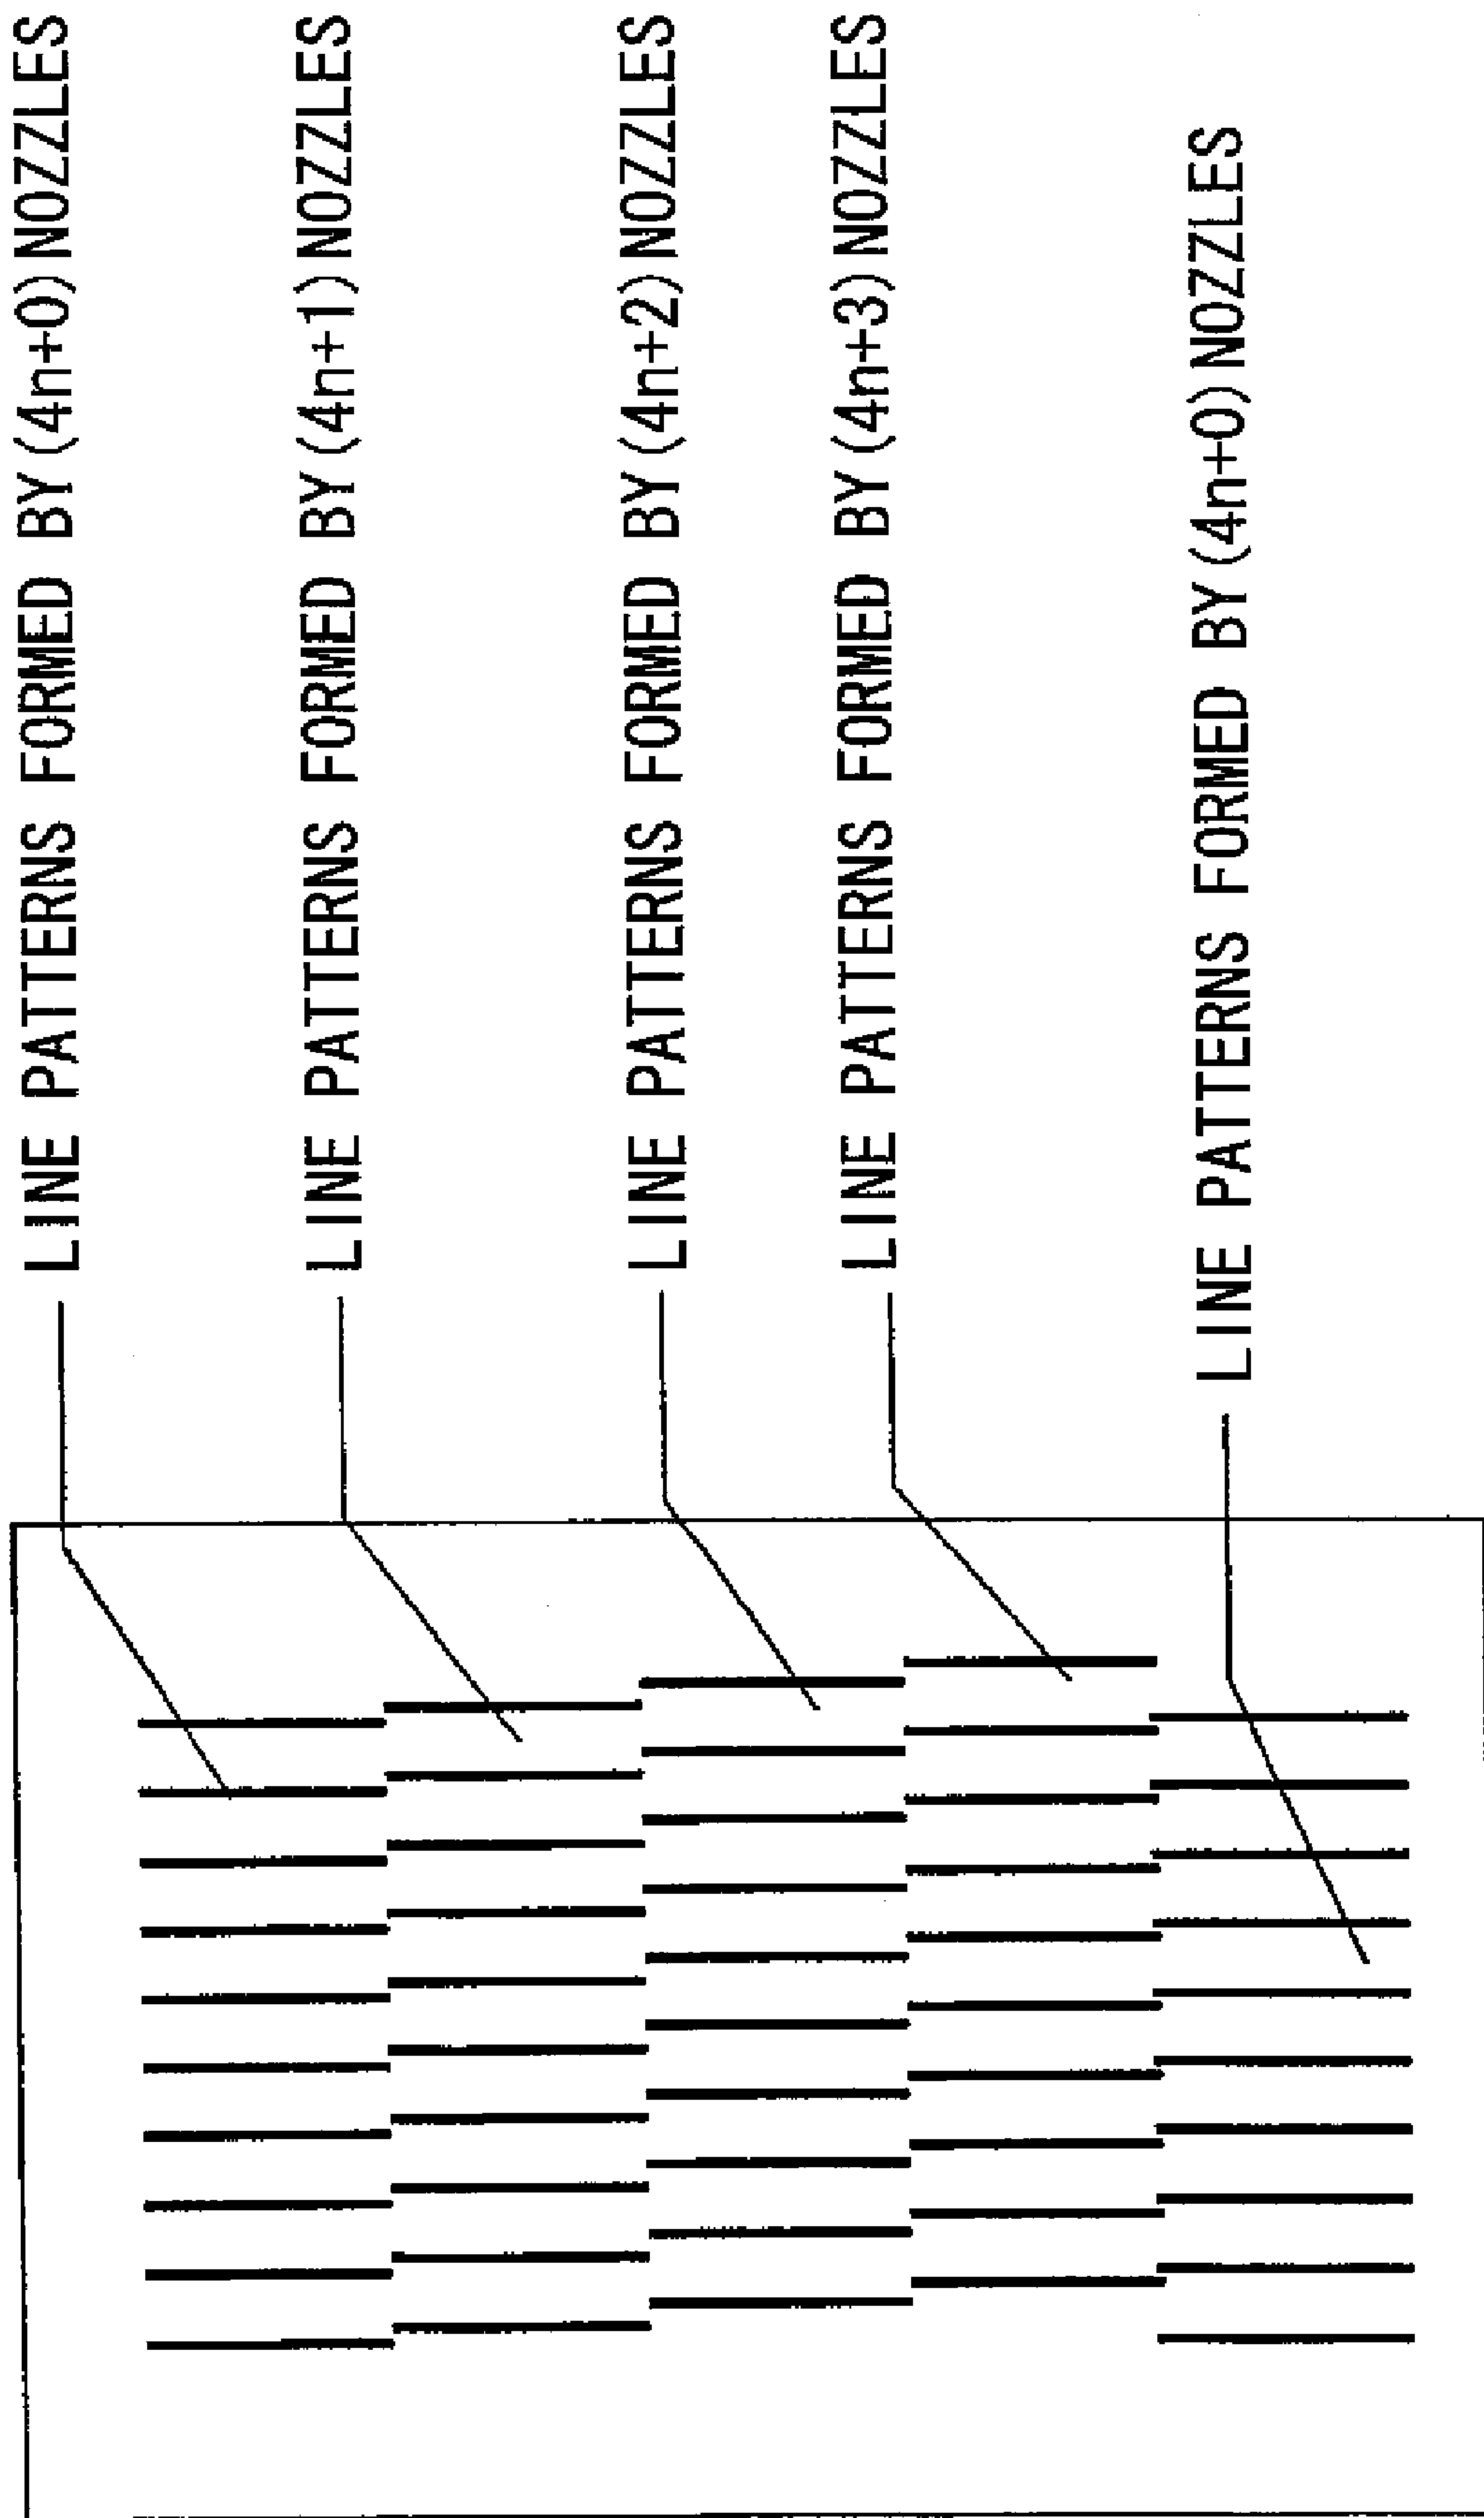 LINE PATTERNS FORMED BY(4n+0)NOZZLES
LINE PATTERNS FORMED BY(4n+1)NOZZLES
LINE PATTERNS FORMED BY(4n+2)NOZZLES
LINE PATTERNS FORMED BY(4n+3)NOZZLES
LINE PATTERNS FORMED BY(4n+0)NOZZLES